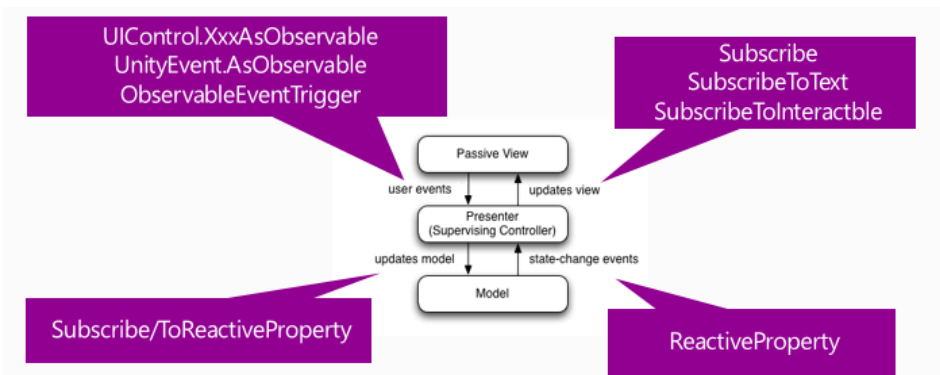 UIControl.XxxAsObservable
UnityEvent.AsObservable
ObservableEventTrigger
Subscribe
SubscribeToText
SubscribeToInteractble
Passive View
user events
updates view
Presenter
(Supervising Controller)
updates model
state-change events
Model
Subscribe/ToReactiveProperty
ReactiveProperty